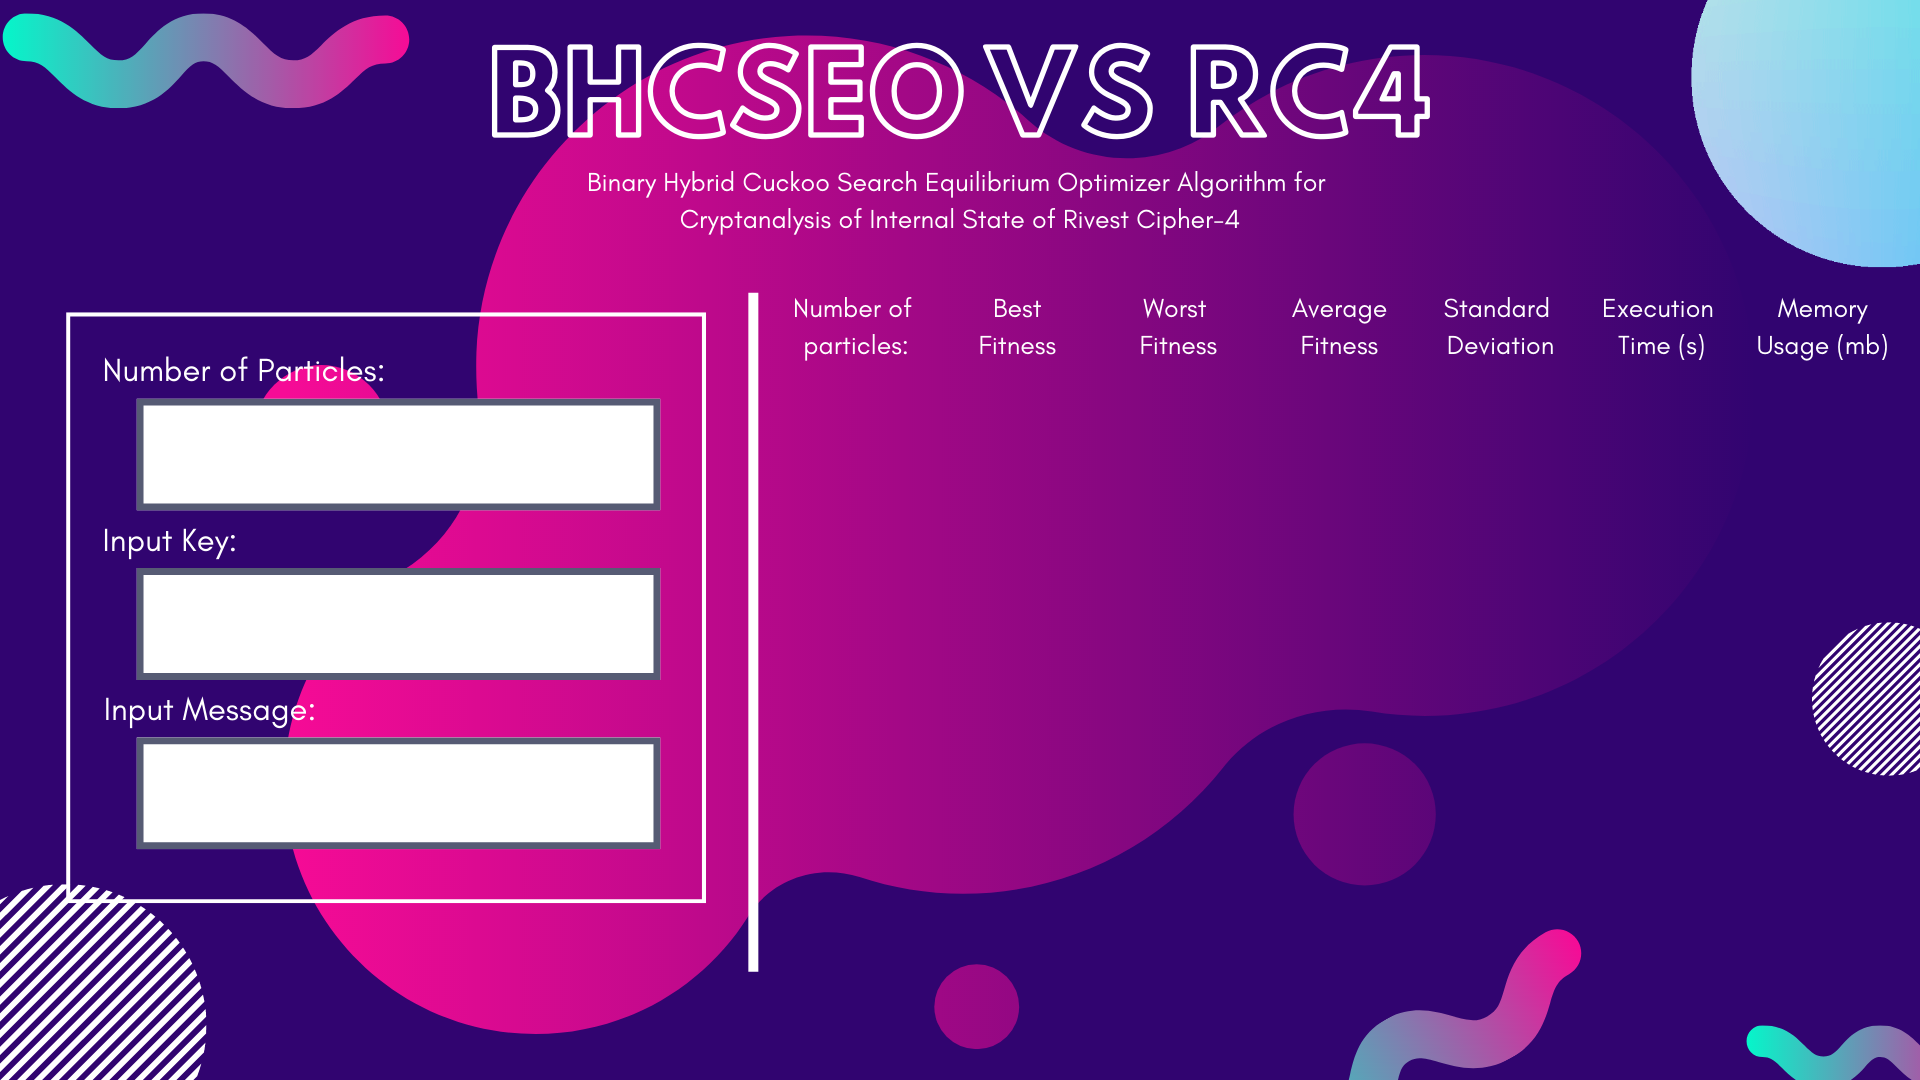 BHCSEO VS RC4
Binary Hybrid Cuckoo Search Equilibrium Optimizer Algorithm for
Cryptanalysis of Internal State of Rivest Cipher-4
Number of Particles:
Input Key:
Input Message:
Number of particles:
Best Fitness
Worst Fitness
Average Fitness
Standard Deviation
Execution Time (s)
Memory Usage (mb)